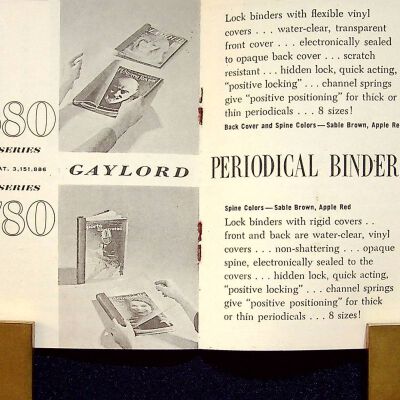 Lock binders with flexible vinyl
covers . . . water-clear, transparent
front cover . . . electronically sealed
to opaque back cover . . . scratch
resistant . . . hidden lock, quick acting,
"positive locking" . . . channel springs
give "positive positioning" for thick or
thin periodicals . . . 8 sizes!
Back Cover and Spine Colors—Sable Brown, Apple Re
80
SERIES
AT. 3,151,886
GAYLORD PERIODICAL BINDER
SERIES
780
Spine Colors—Sable Brown, Apple Red
Lock binders with rigid covers . .
front and back are water-clear, vinyl
covers . . . non-shattering . . . opaque
spine, electronically sealed to the
covers . . . hidden lock, quick acting,
"positive locking" . . . channel springs
give "positive positioning" for thick
or thin periodicals . . . 8 sizes!